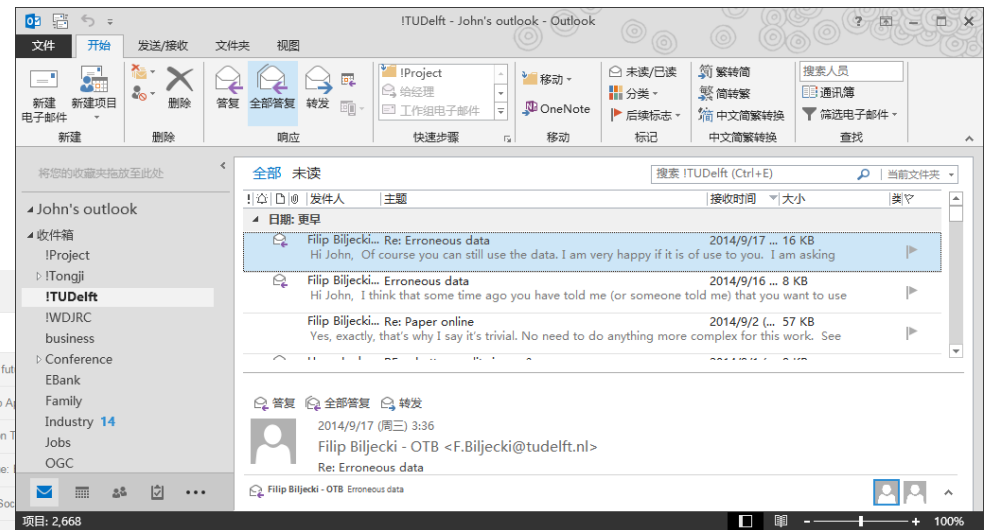 !TUDelft - John's outlook - Outlook
文件 开始 发送/接收 文件夹 视图
新建
电子邮件
新建项目
删除
答复 全部答复 转发
!Project
给经理
工作组电子邮件
移动
OneNote
未读/已读
分类
后续标志
繁转简
简转繁
中文简繁转换
搜索人员
通讯簿
筛选电子邮件
新建 删除 响应 快速步骤 移动 标记 中文简繁转换 查找
将您的收藏夹拖放至此处
John's outlook
收件箱
!Project
!Tongji
!TUDelft
!WDJRC
business
Conference
EBank
Family
Industry 14
Jobs
OGC
全部 未读
搜索 !TUDelft (Ctrl+E) 当前文件夹
发件人 主题 接收时间 大小 类
日期: 更早
Filip Biljecki... Re: Erroneous data 2014/9/17 ... 16 KB
Hi John, Of course you can still use the data. I am very happy if it is of use to you. I am asking
Filip Biljecki... Erroneous data 2014/9/16 ... 8 KB
Hi John, I think that some time ago you have told me (or someone told me) that you want to use
Filip Biljecki... Re: Paper online 2014/9/2 (... 57 KB
Yes, exactly, that's why I say it's trivial. No need to do anything more complex for this work. See
答复 全部答复 转发
2014/9/17 (周三) 3:36
Filip Biljecki - OTB <F.Biljecki@tudelft.nl>
Re: Erroneous data
Filip Biljecki - OTB Erroneous data
项目: 2,668
100%